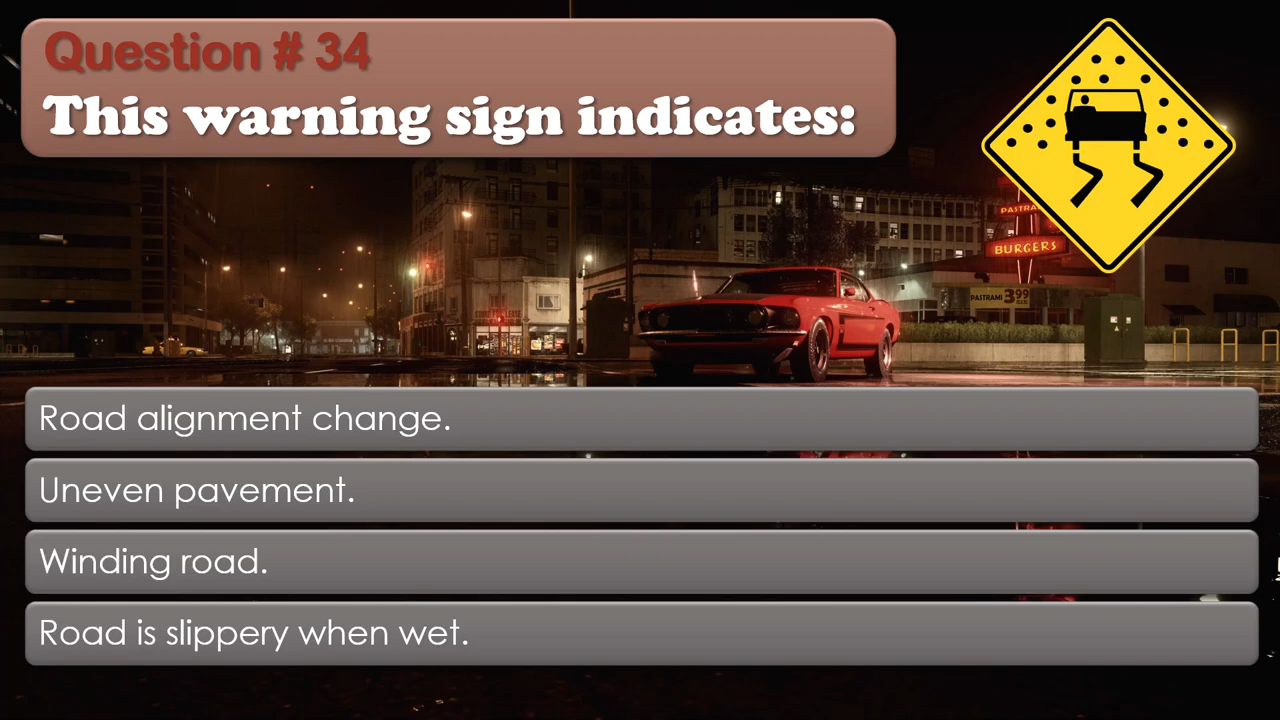 Question # 34
This warning sign indicates:
PASTRAMI
BURGERS
PASTRAMI 3.99
Road alignment change.
Uneven pavement.
Winding road.
Road is slippery when wet.